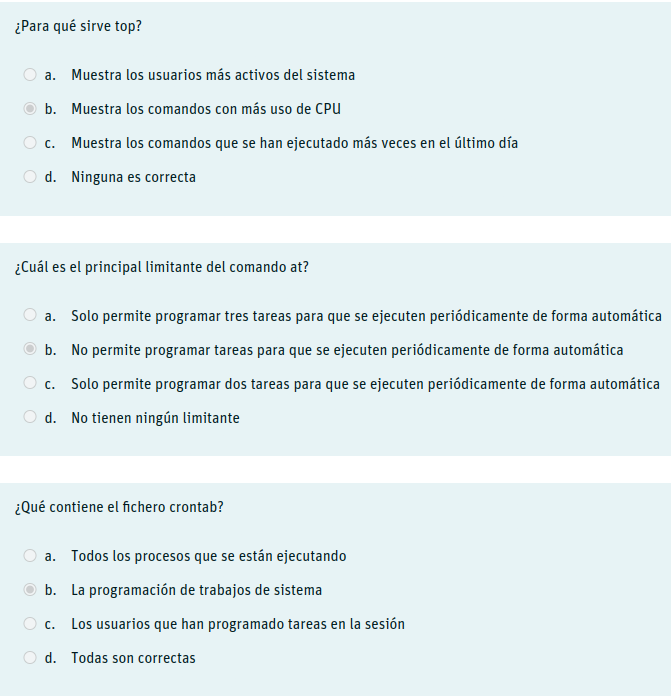 ¿Para qué sirve top?
a. Muestra los usuarios más activos del sistema
b. Muestra los comandos con más uso de CPU
c. Muestra los comandos que se han ejecutado más veces en el último día
d. Ninguna es correcta
¿Cuál es el principal limitante del comando at?
a. Solo permite programar tres tareas para que se ejecuten periódicamente de forma automática
b. No permite programar tareas para que se ejecuten periódicamente de forma automática
c. Solo permite programar dos tareas para que se ejecuten periódicamente de forma automática
d. No tienen ningún limitante
¿Qué contiene el fichero crontab?
a. Todos los procesos que se están ejecutando
b. La programación de trabajos de sistema
c. Los usuarios que han programado tareas en la sesión
d. Todas son correctas